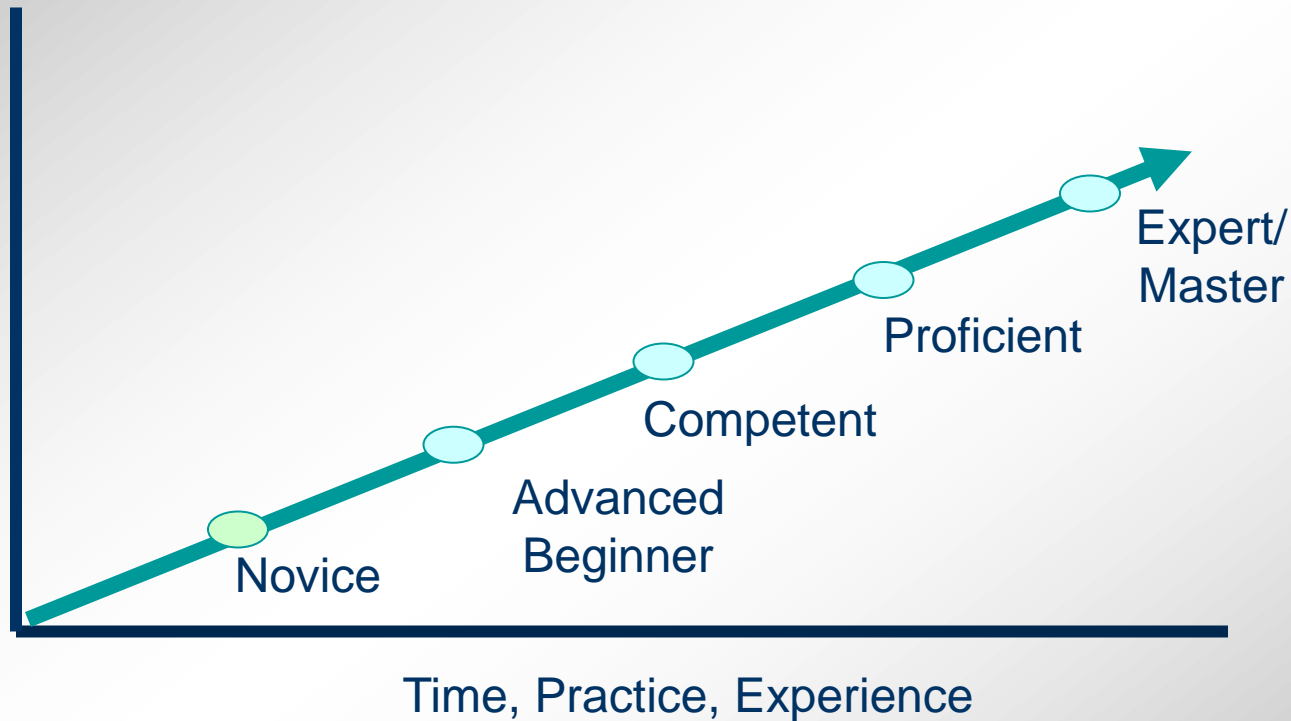 Expert/
Master
Proficient
Competent
Advanced
Beginner
Novice
Time, Practice, Experience